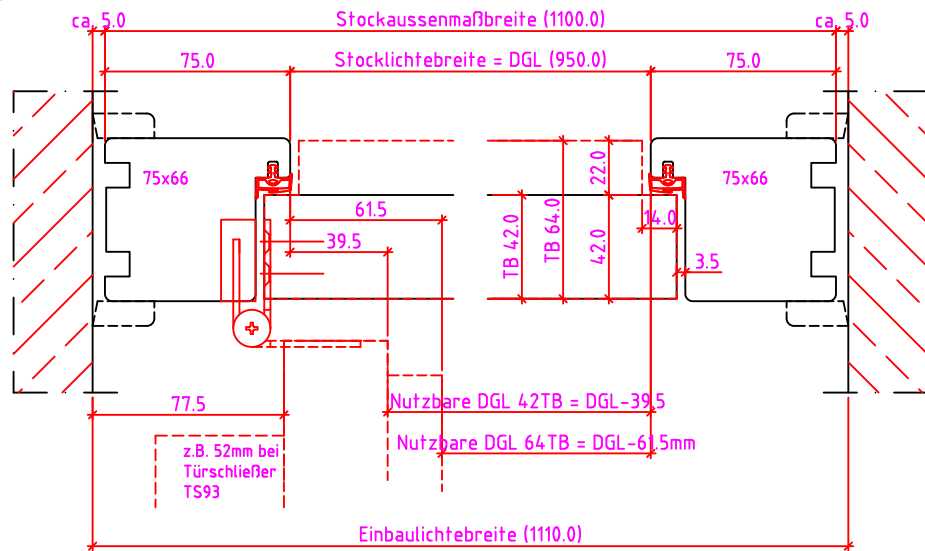 ca. 5.0
Stockaussenmaßbreite (1100.0)
ca. 5.0
75.0
Stocklichtebreite = DGL (950.0)
75.0
75x66
75x66
22.0
61.5
14.0
39.5
TB 42.0
TB 64.0
42.0
3.5
77.5
Nutzbare DGL 42TB = DGL-39.5
Nutzbare DGL 64TB = DGL-61.5mm
z.B. 52mm bei
Türschließer
TS93
Einbaulichtebreite (1110.0)